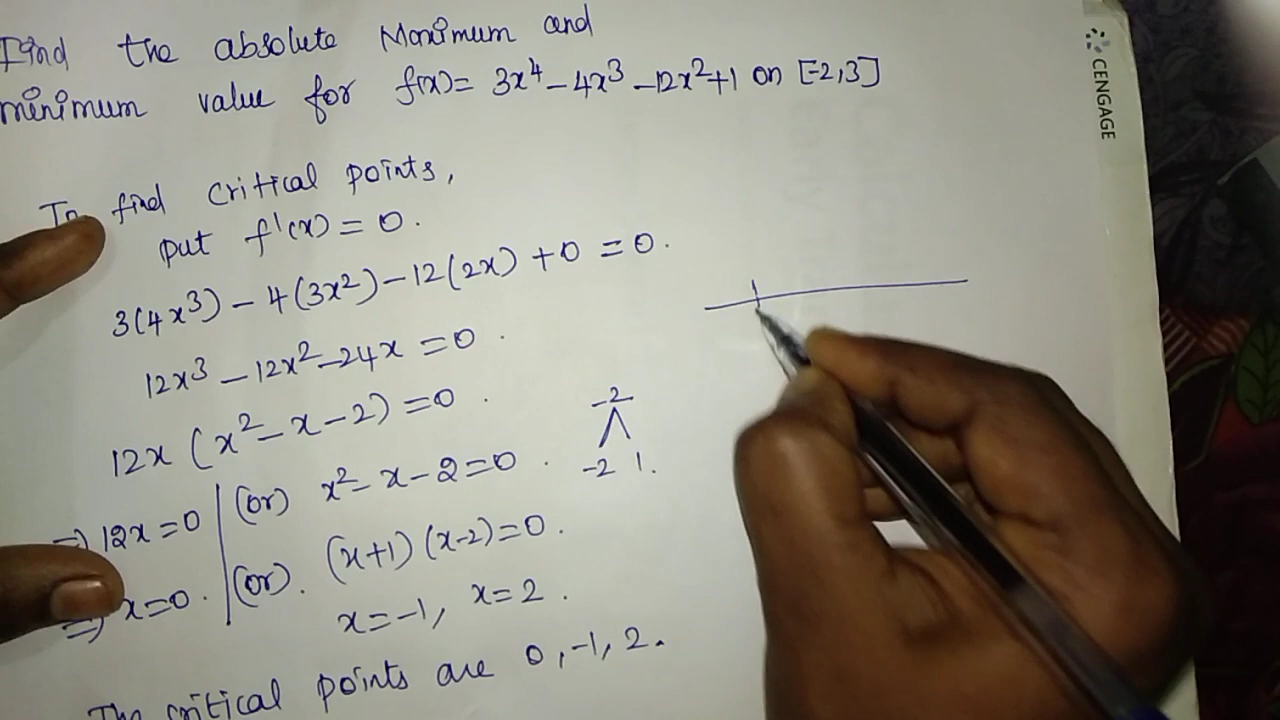 Find the absolute Maximum and
minimum value for f(x) = 3x⁴ - 4x³ - 12x² + 1 on [-2,3]
To find critical points,
put f'(x) = 0.
3(4x³) - 4(3x²) - 12(2x) + 0 = 0.
12x³ - 12x² - 24x = 0.
12x (x² - x - 2) = 0.
-2
-2 1.
⇒ 12x = 0 (or) x² - x - 2 = 0.
⇒ x = 0. (or). (x+1) (x-2) = 0.
x = -1, x = 2.
The critical points are 0, -1, 2.
CENGAGE